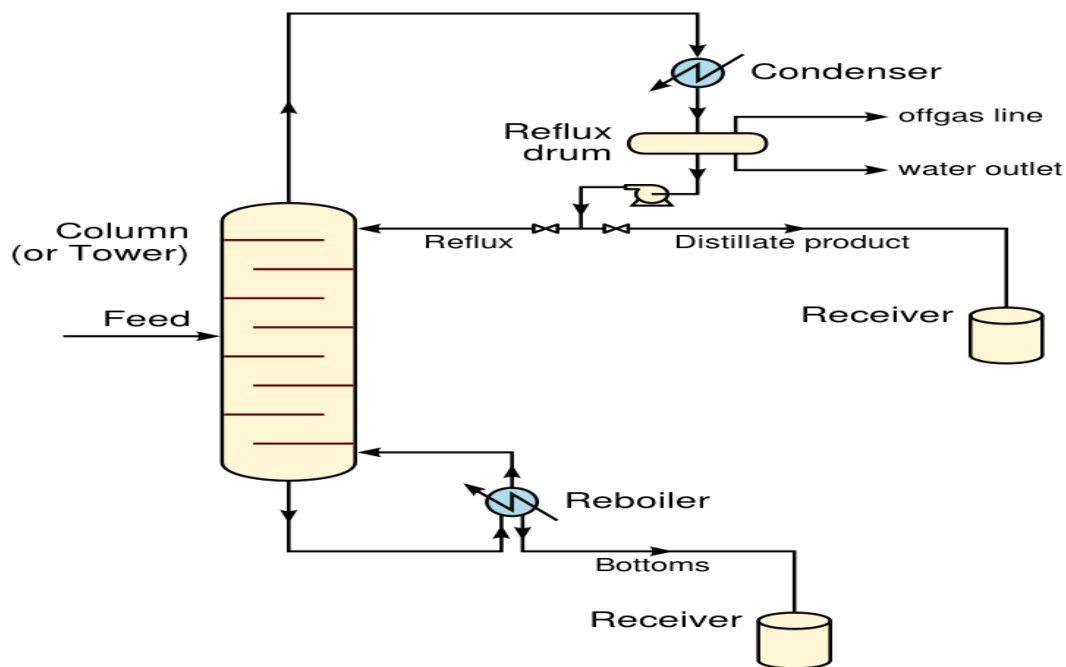 Condenser
offgas line
Reflux
drum
water outlet
Column
(or Tower)
Reflux
Distillate product
Feed
Receiver
Reboiler
Bottoms
Receiver